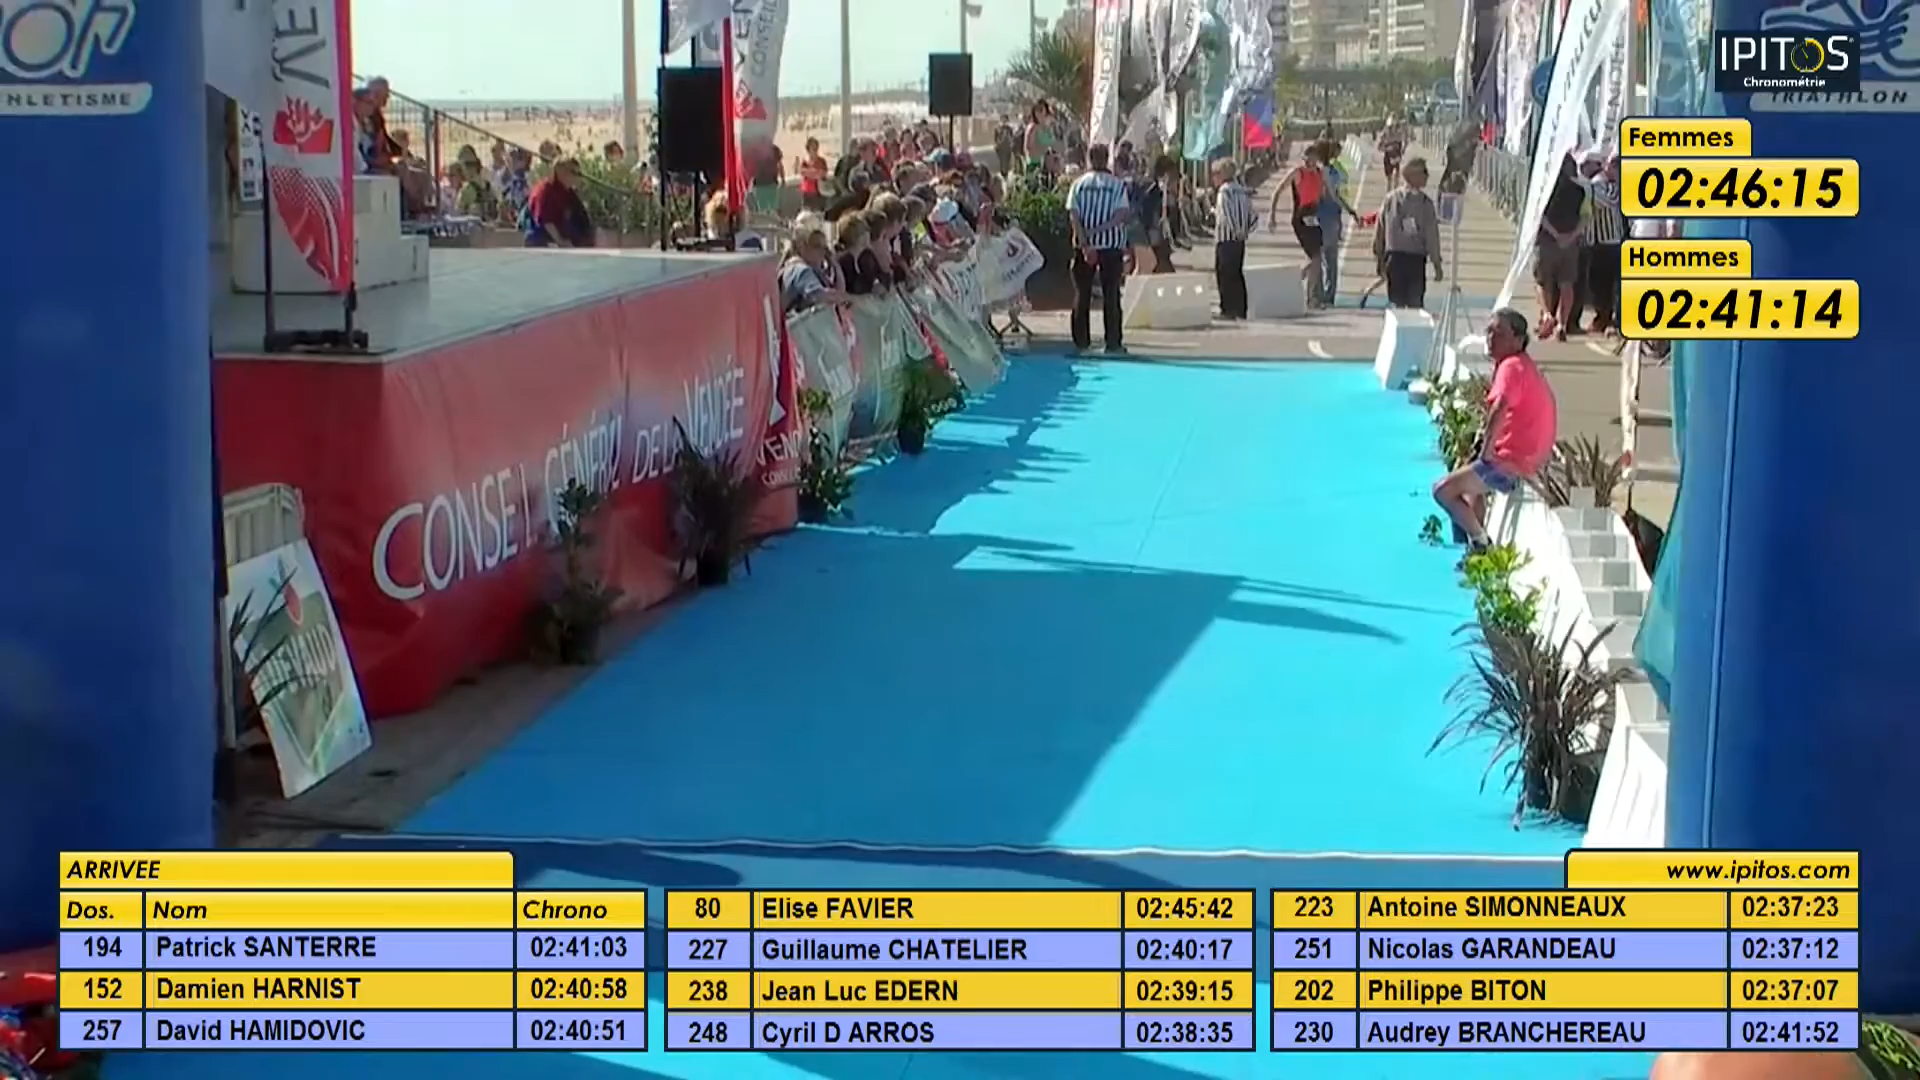 IPITOS
Chronométrie
TRIATHLON
Femmes
02:46:15
Hommes
02:41:14
CONSEIL GÉNÉRAL DE LA VENDÉE
ARRIVEE
www.ipitos.com
Dos. Nom Chrono
194 Patrick SANTERRE 02:41:03
152 Damien HARNIST 02:40:58
257 David HAMIDOVIC 02:40:51
80 Elise FAVIER 02:45:42
227 Guillaume CHATELIER 02:40:17
238 Jean Luc EDERN 02:39:15
248 Cyril D ARROS 02:38:35
223 Antoine SIMONNEAUX 02:37:23
251 Nicolas GARANDEAU 02:37:12
202 Philippe BITON 02:37:07
230 Audrey BRANCHEREAU 02:41:52